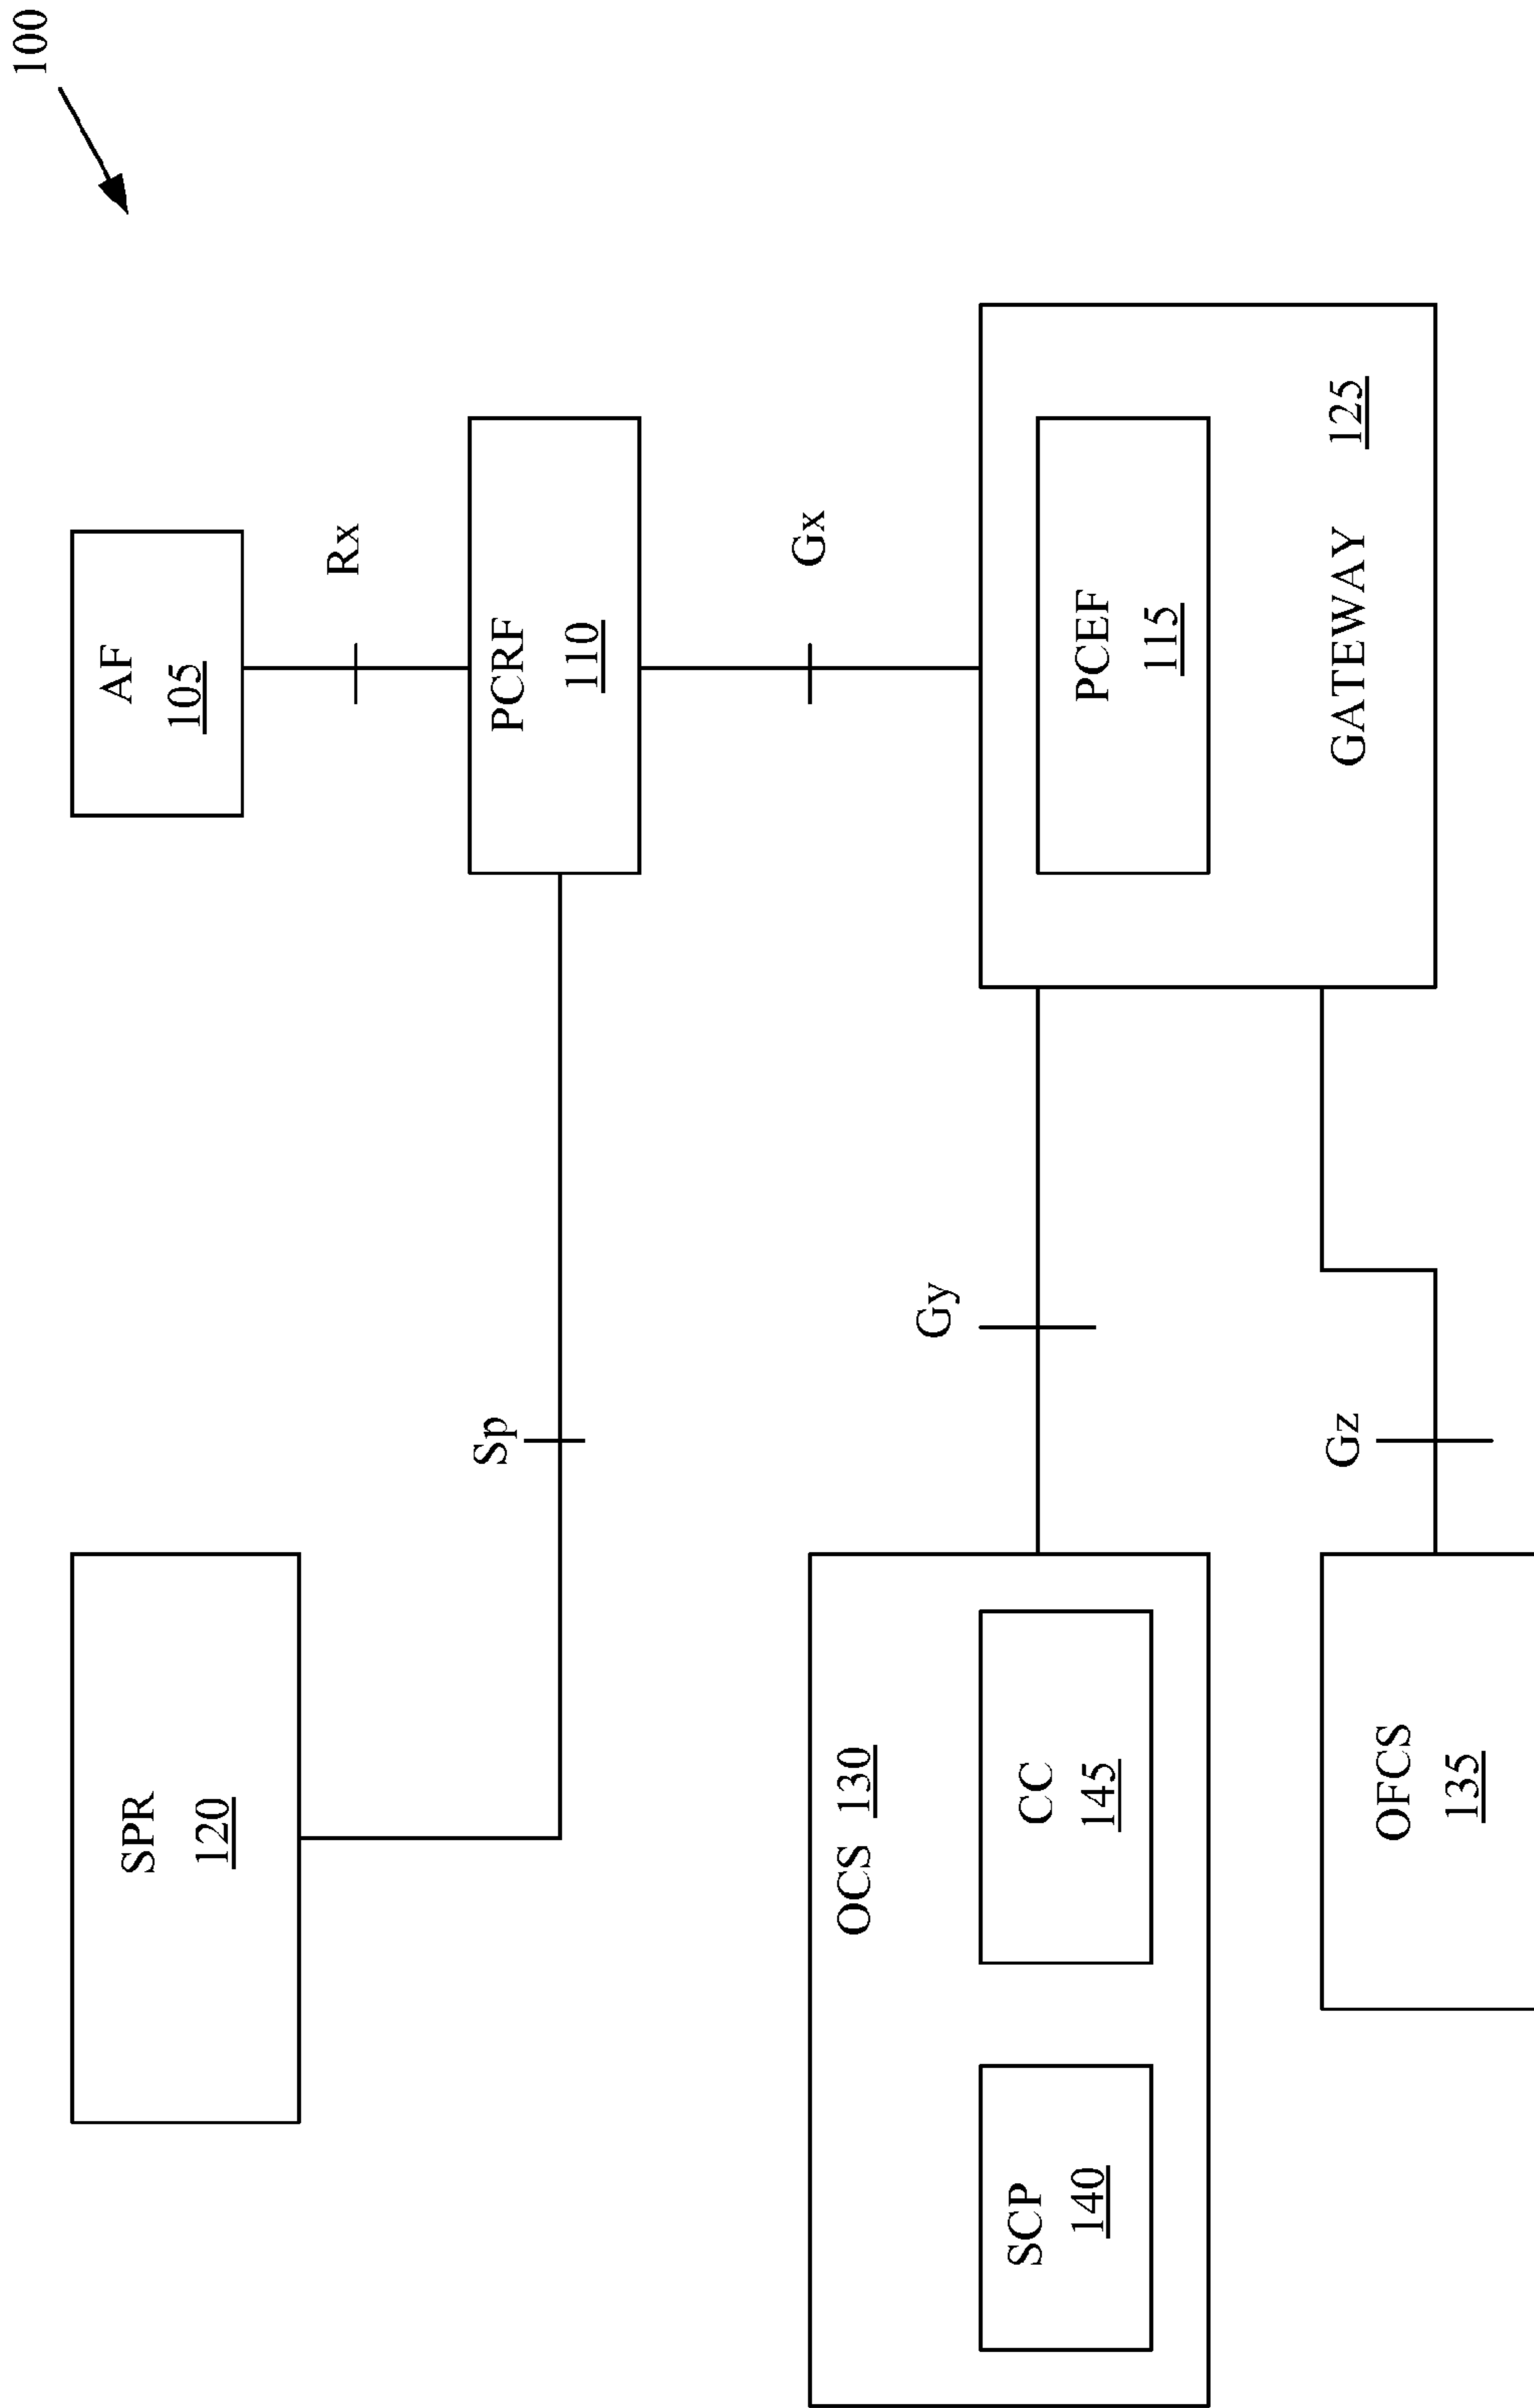 100
AF
105
Rx
SPR
120
PCRF
110
Sp
Gx
OCS 130
Gy
PCEF
115
SCP
140
CC
145
GATEWAY 125
Gz
OFCS
135